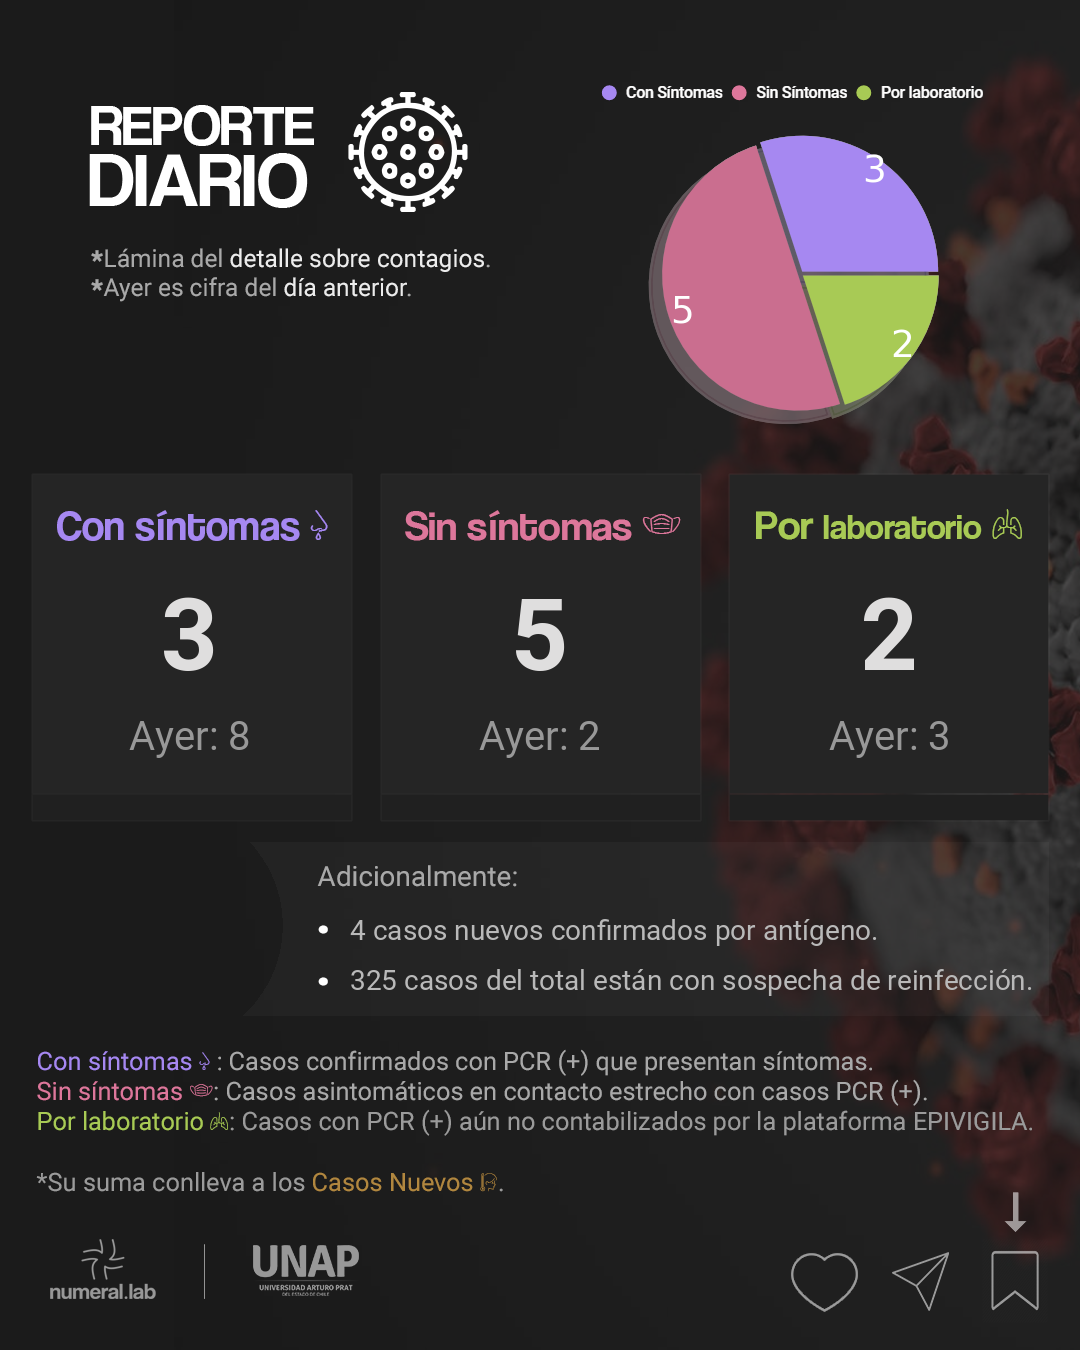 REPORTE
DIARIO
*Lámina del detalle sobre contagios.
*Ayer es cifra del día anterior.
Con Síntomas Sin Síntomas Por laboratorio
3
5
2
Con síntomas
3
Ayer: 8
Sin síntomas
5
Ayer: 2
Por laboratorio
2
Ayer: 3
Adicionalmente:
• 4 casos nuevos confirmados por antígeno.
• 325 casos del total están con sospecha de reinfección.
Con síntomas : Casos confirmados con PCR (+) que presentan síntomas.
Sin síntomas : Casos asintomáticos en contacto estrecho con casos PCR (+).
Por laboratorio : Casos con PCR (+) aún no contabilizados por la plataforma EPIVIGILA.
*Su suma conlleva a los Casos Nuevos .
numeral.lab
UNAP
UNIVERSIDAD ARTURO PRAT
DEL ESTADO DE CHILE